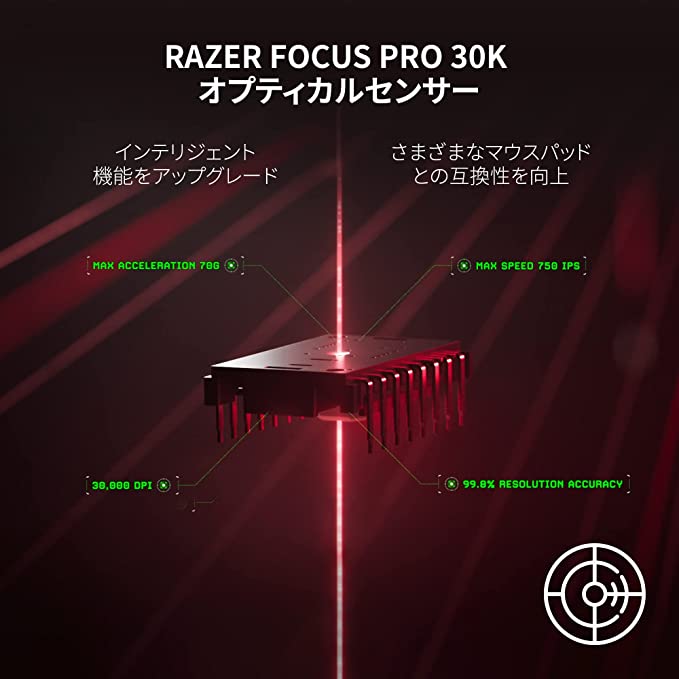 RAZER FOCUS PRO 30K
オプティカルセンサー
インテリジェント
機能をアップグレード
さまざまなマウスパッド
との互換性を向上
MAX ACCELERATION 70G
MAX SPEED 750 IPS
30,000 DPI
99.8% RESOLUTION ACCURACY